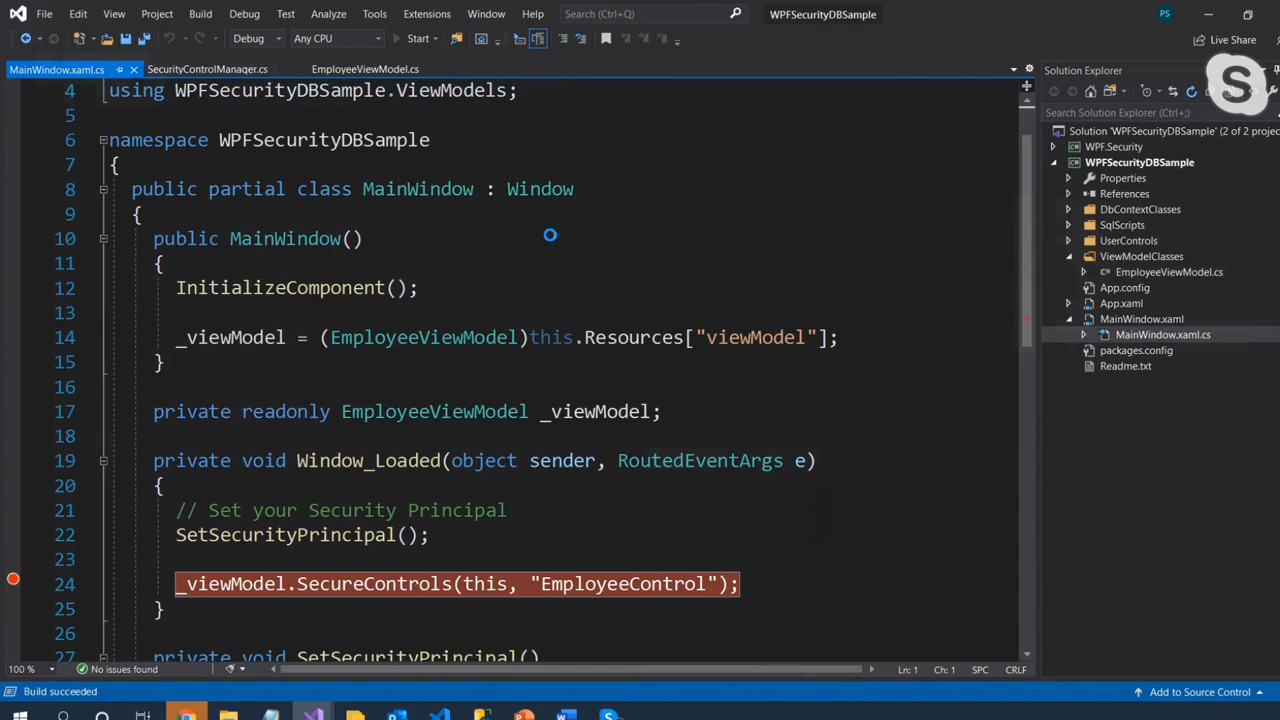 File Edit View Project Build Debug Test Analyze Tools Extensions Window Help Search (Ctrl+Q) WPFSecurityDBSample PS
Debug Any CPU Start Live Share
MainWindow.xaml.cs SecurityControlManager.cs EmployeeViewModel.cs
Solution Explorer
Search Solution Explorer (Ctrl+;)
Solution 'WPFSecurityDBSample' (2 of 2 projec
WPF.Security
WPFSecurityDBSample
Properties
References
DbContextClasses
SqlScripts
UserControls
ViewModelClasses
EmployeeViewModel.cs
App.config
App.xaml
MainWindow.xaml
MainWindow.xaml.cs
packages.config
Readme.txt
4 using WPFSecurityDBSample.ViewModels;
5
6 namespace WPFSecurityDBSample
7 {
8 public partial class MainWindow : Window
9 {
10 public MainWindow()
11 {
12 InitializeComponent();
13
14 _viewModel = (EmployeeViewModel)this.Resources["viewModel"];
15 }
16
17 private readonly EmployeeViewModel _viewModel;
18
19 private void Window_Loaded(object sender, RoutedEventArgs e)
20 {
21 // Set your Security Principal
22 SetSecurityPrincipal();
23
24 _viewModel.SecureControls(this, "EmployeeControl");
25 }
26
27 private void SetSecurityPrincipal()
100 % No issues found Ln: 1 Ch: 1 SPC CRLF
Build succeeded Add to Source Control